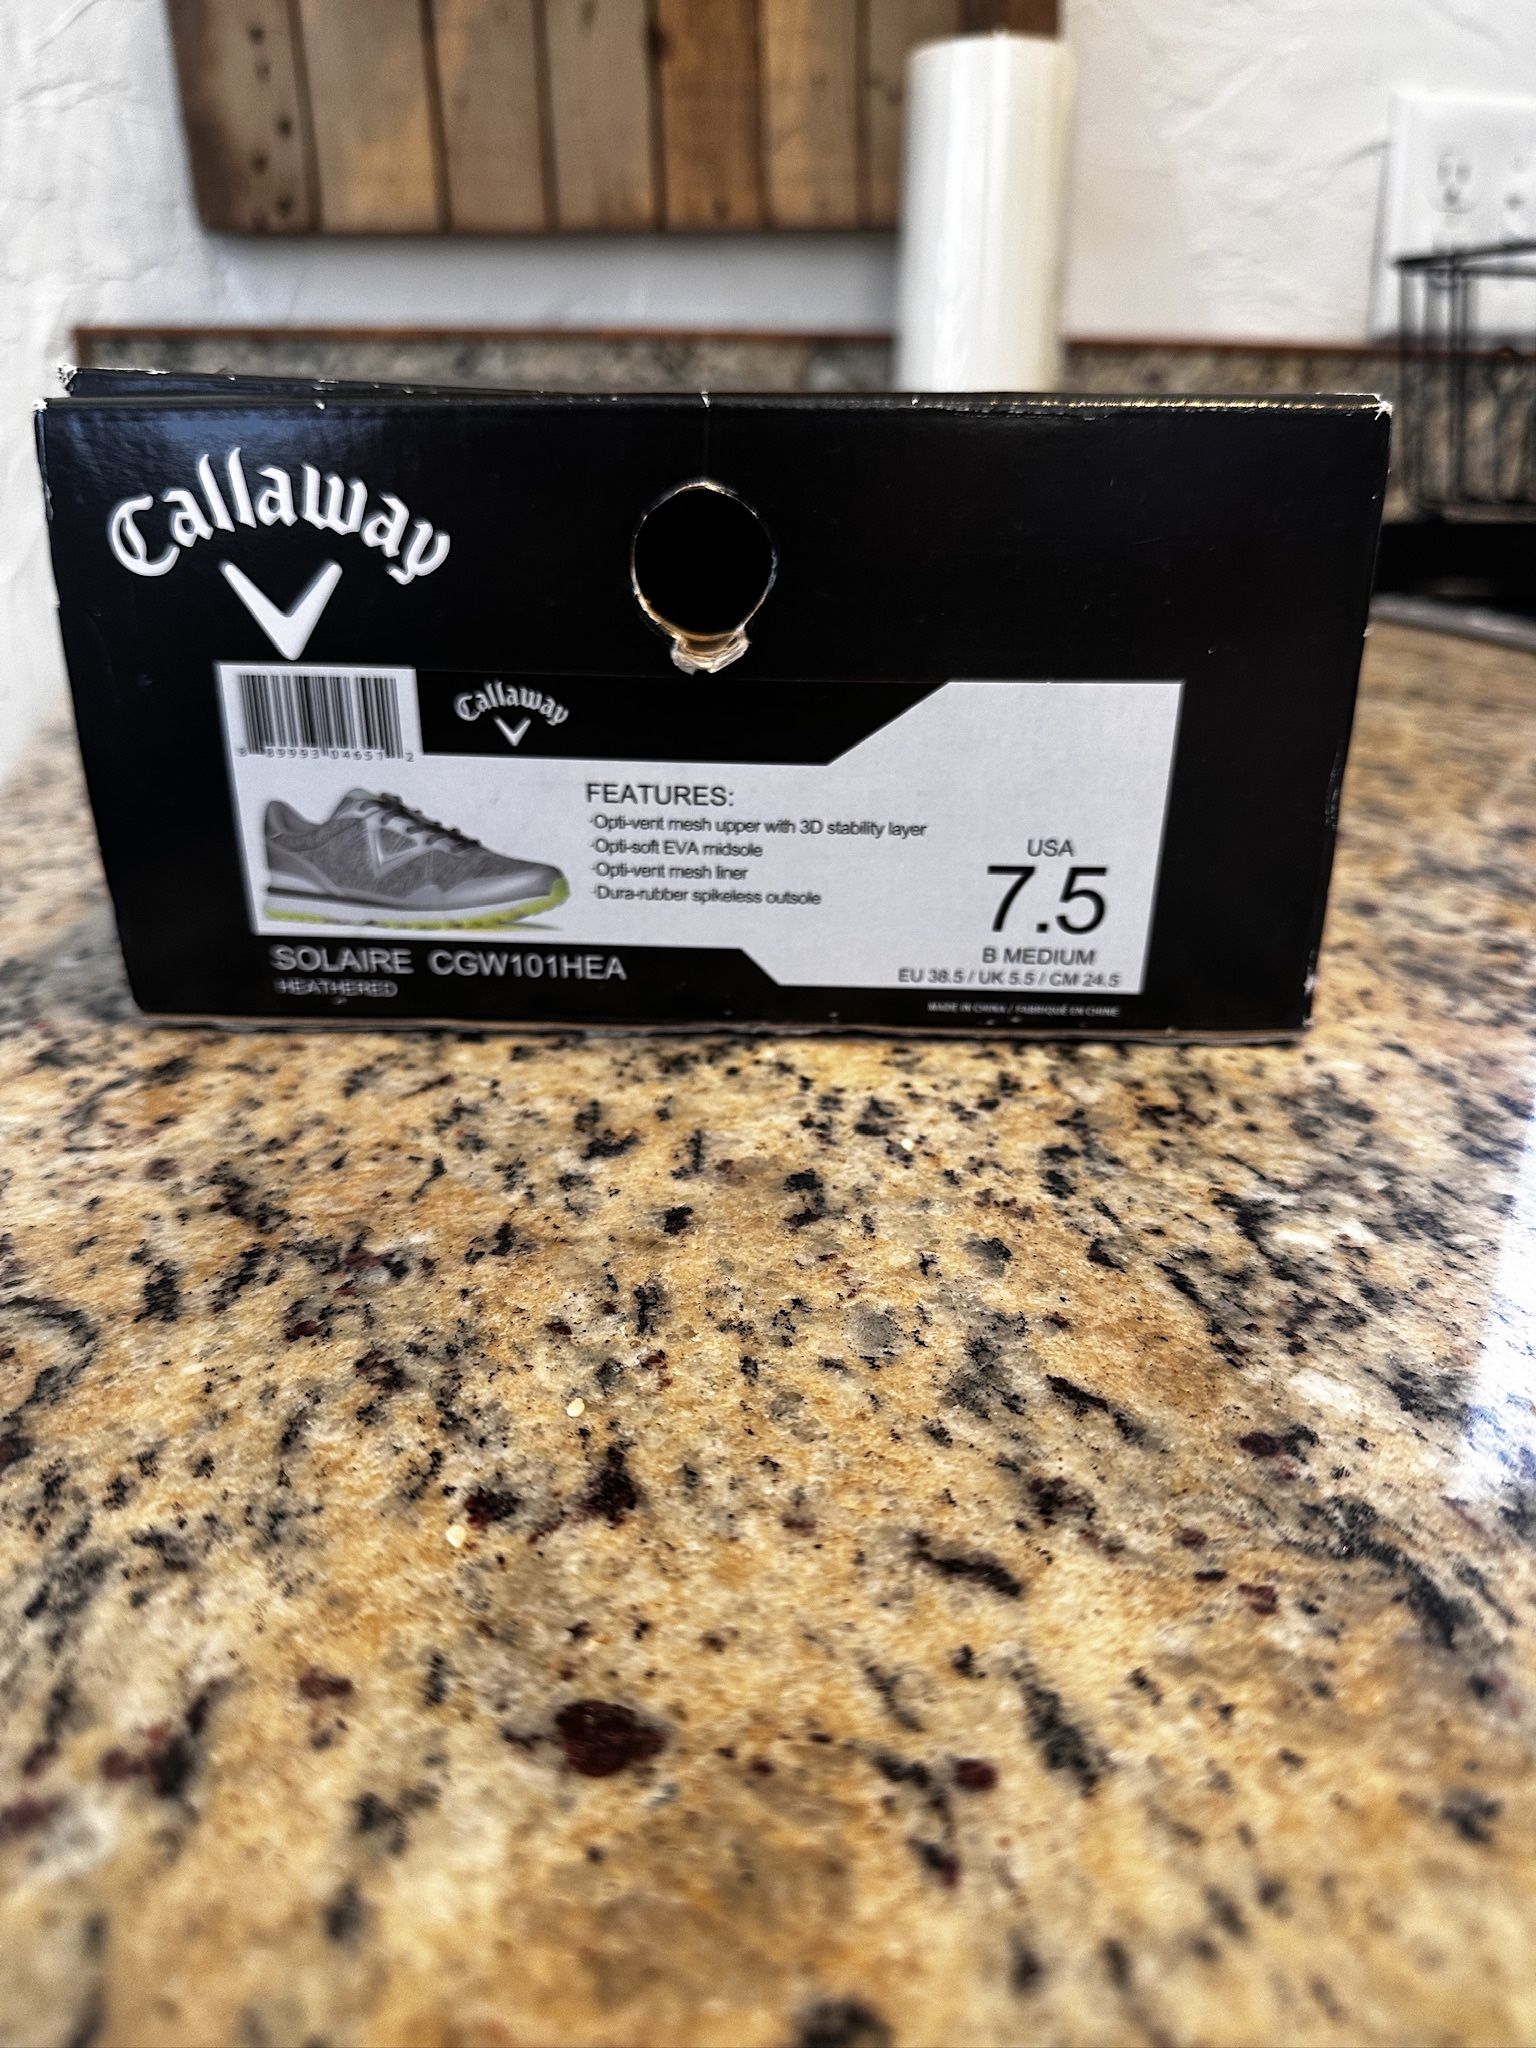 Callaway
Callaway
FEATURES:
·Opti-vent mesh upper with 3D stability layer
·Opti-soft EVA midsole
·Opti-vent mesh liner
·Dura-rubber spikeless outsole
USA
7.5
B MEDIUM
EU 38.5 / UK 5.5 / CM 24.5
SOLAIRE CGW101HEA
HEATHERED
MADE IN CHINA / FABRIQUÉ EN CHINE